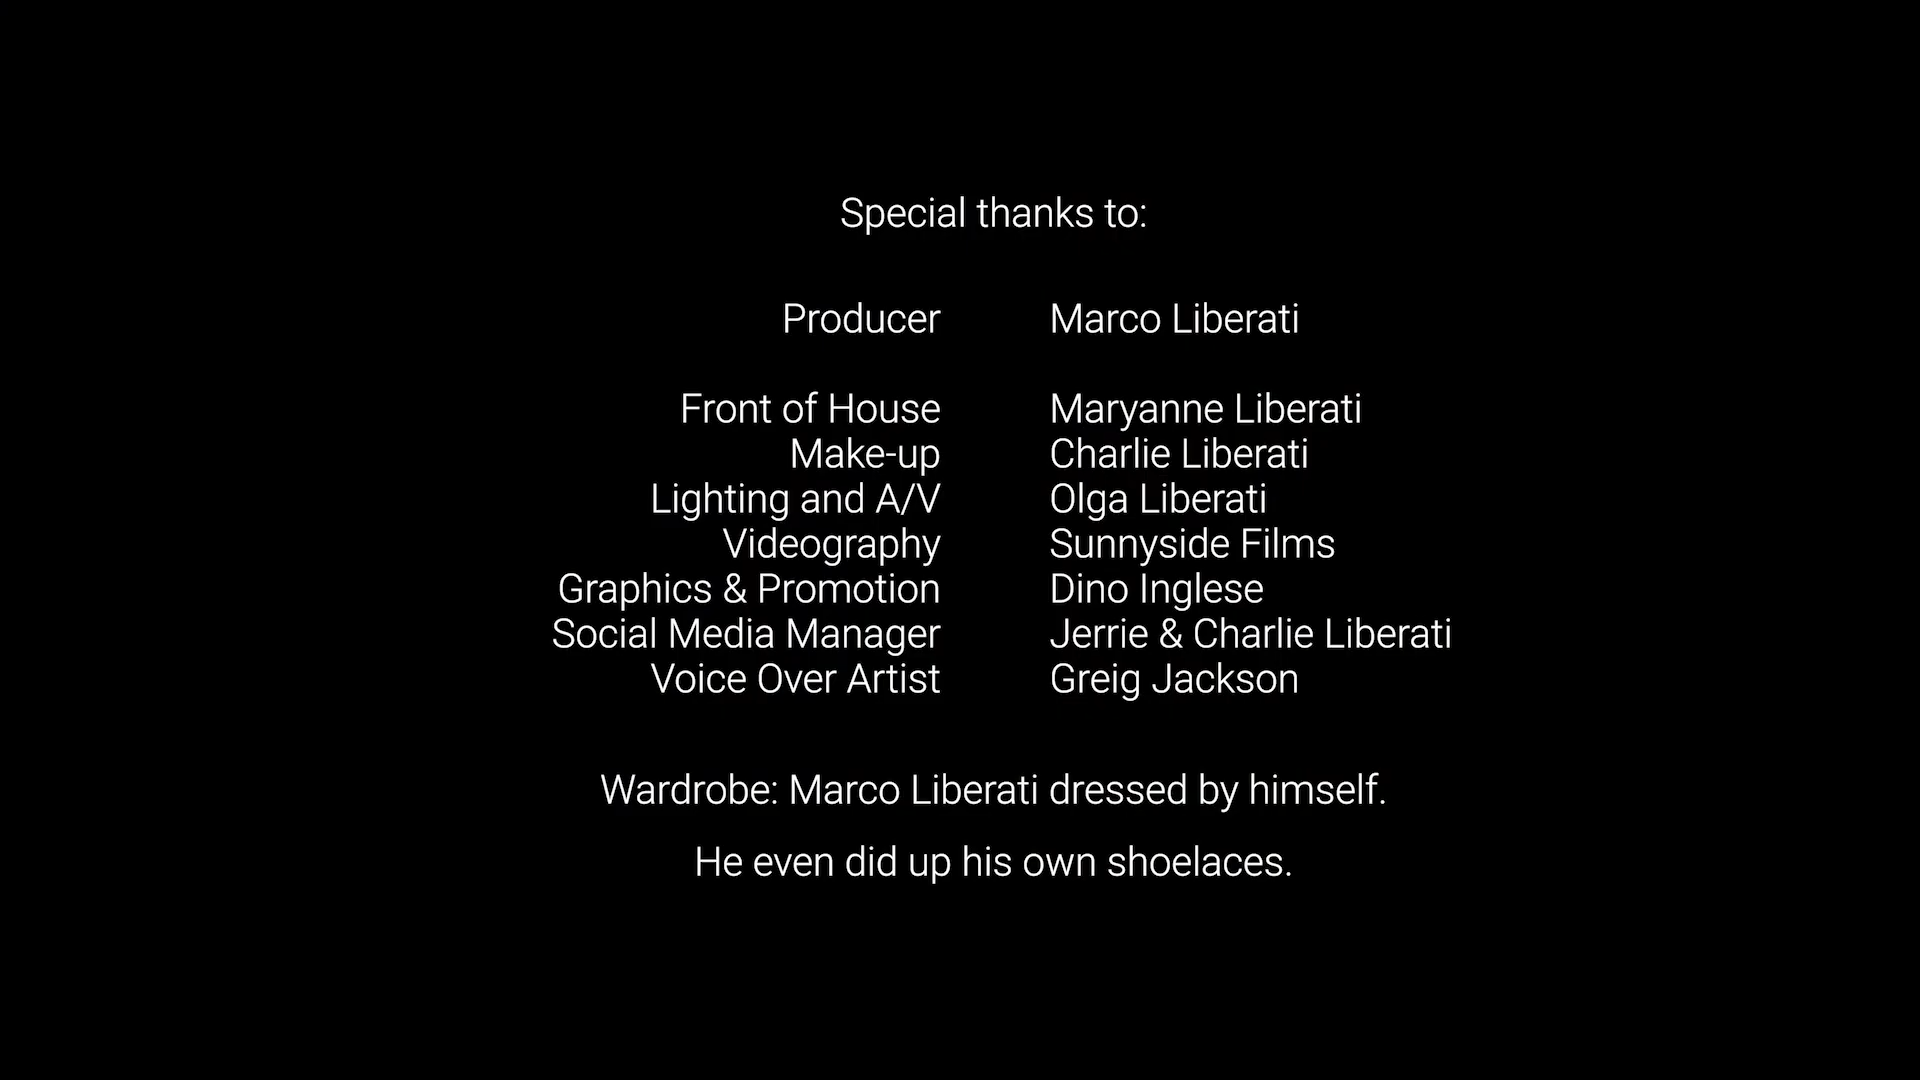 Special thanks to:
Producer Marco Liberati
Front of House Maryanne Liberati
Make-up Charlie Liberati
Lighting and A/V Olga Liberati
Videography Sunnyside Films
Graphics & Promotion Dino Inglese
Social Media Manager Jerrie & Charlie Liberati
Voice Over Artist Greig Jackson
Wardrobe: Marco Liberati dressed by himself.
He even did up his own shoelaces.